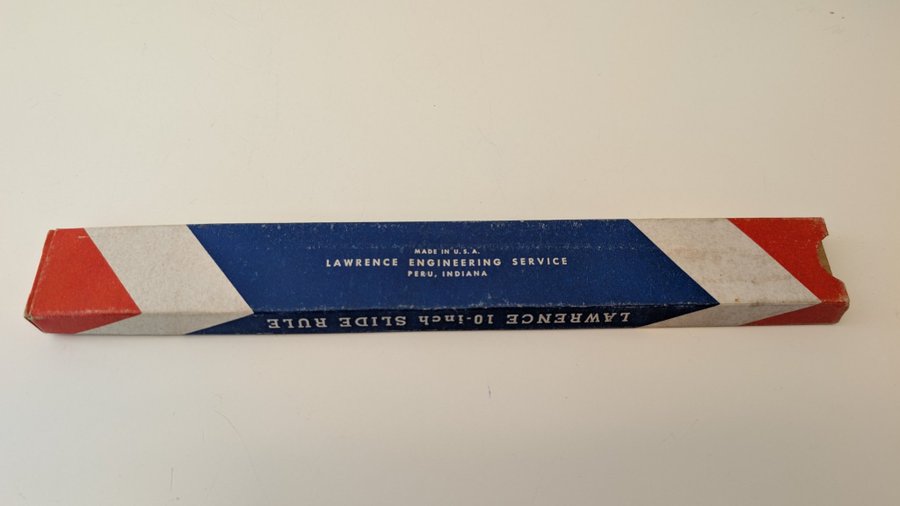 MADE IN U.S.A.
LAWRENCE ENGINEERING SERVICE
PERU, INDIANA
LAWRENCE 10-inch SLIDE RULE